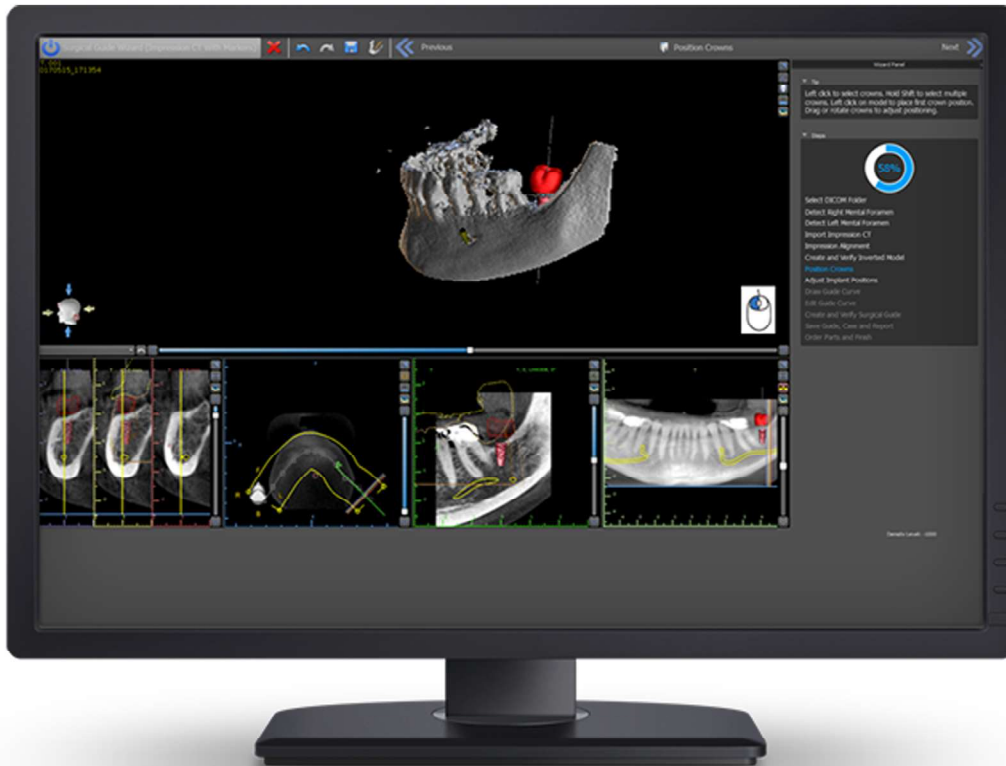 Surgical Guide Wizard (Impression CT With Markers)
Previous
Position Crowns
Next
T 001
0170515_171354
Wizard Panel
Tip
Left click to select crowns. Hold Shift to select multiple
crowns. Left click on model to place first crown position.
Drag or rotate crowns to adjust positioning.
Steps
58%
Select DICOM Folder
Detect Right Mental Foramen
Detect Left Mental Foramen
Import Impression CT
Impression Alignment
Create and Verify Inverted Model
Position Crowns
Adjust Implant Positions
Draw Guide Curve
Edit Guide Curve
Create and Verify Surgical Guide
Save Guide, Case and Report
Order Parts and Finish